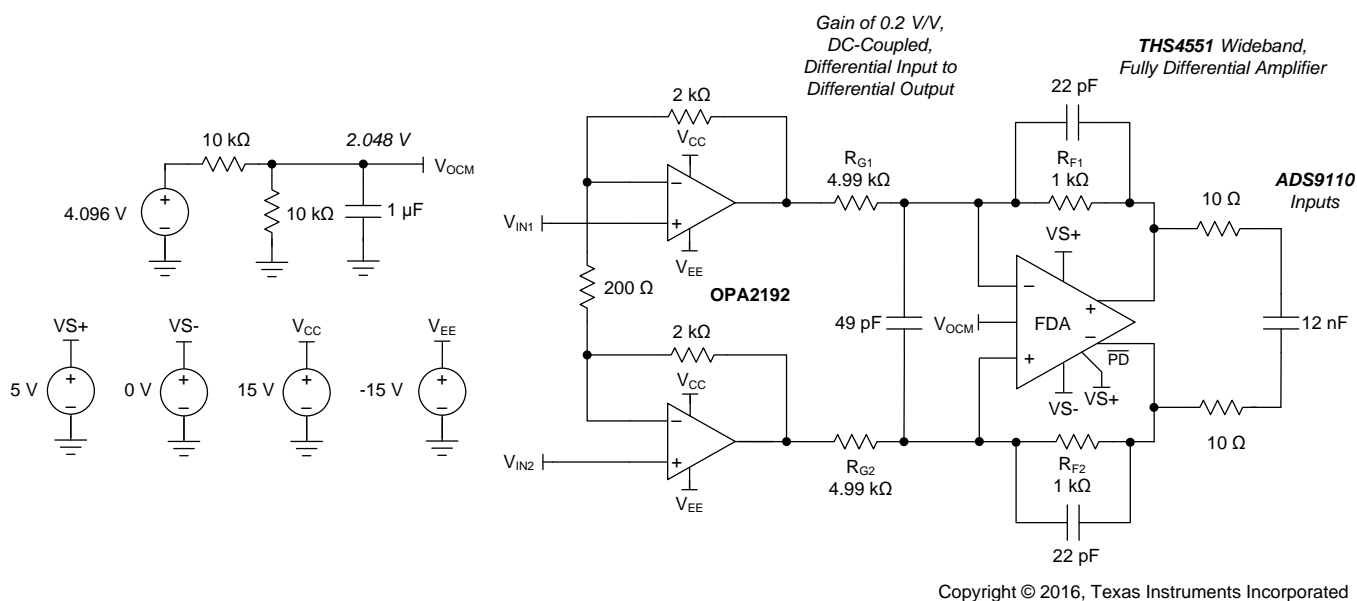 Gain of 0.2 V/V,
DC-Coupled,
Differential Input to
Differential Output
THS4551 Wideband,
Fully Differential Amplifier
22 pF
2 kΩ
VCC
10 kΩ
2.048 V
VOCM
RG1
4.99 kΩ
RF1
1 kΩ
10 Ω
ADS9110
Inputs
4.096 V
+
−
10 kΩ
1 µF
VIN1
−
+
VEE
VS+
200 Ω
OPA2192
49 pF
VOCM
−
+
FDA
+
−
PD
12 nF
VS+
VS-
VCC
VEE
2 kΩ
VCC
VS-
VS+
5 V
+
−
0 V
+
−
15 V
+
−
-15 V
+
−
−
+
VIN2
VEE
RG2
4.99 kΩ
RF2
1 kΩ
10 Ω
22 pF
Copyright © 2016, Texas Instruments Incorporated